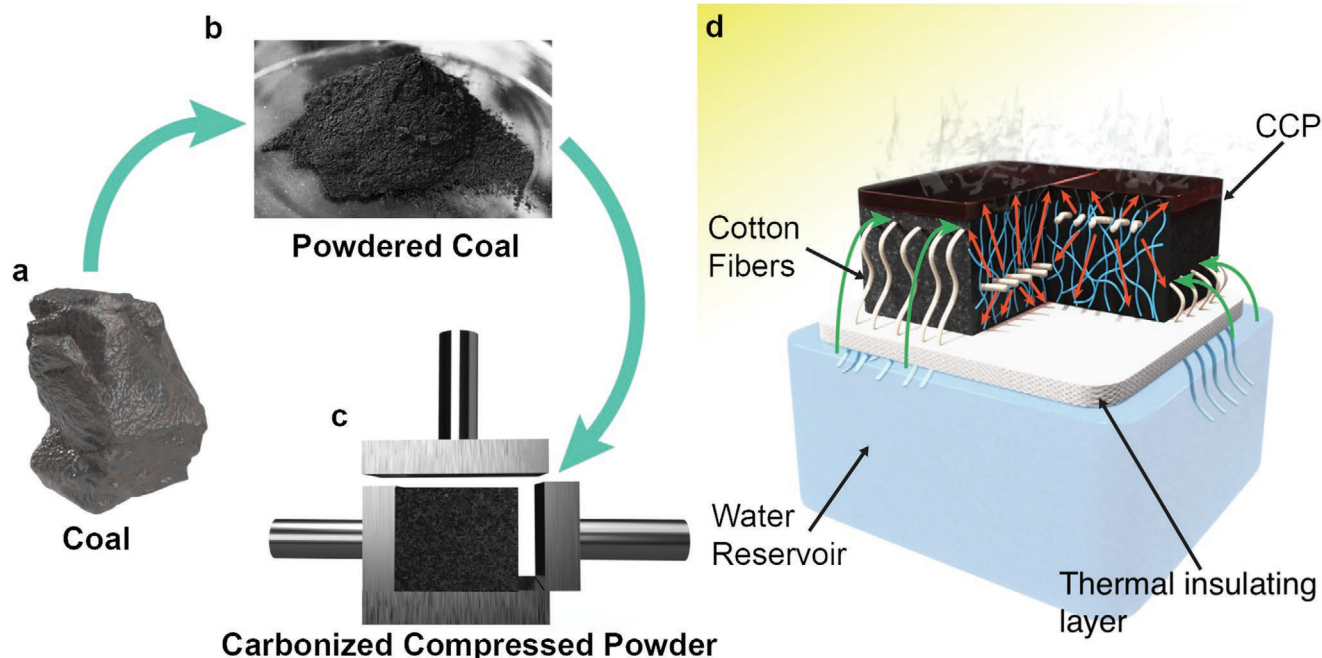 a
Coal
b
Powdered Coal
c
Carbonized Compressed Powder
d
CCP
Cotton
Fibers
Water
Reservoir
Thermal insulating
layer